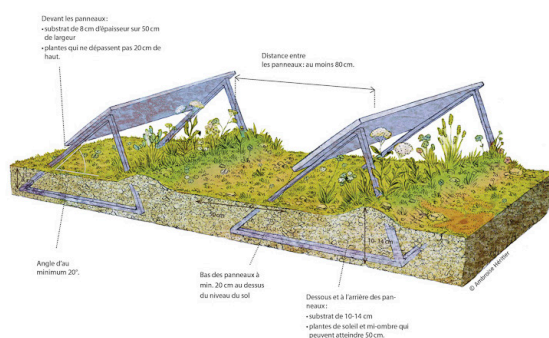 Devant les panneaux :
• substrat de 8 cm d'épaisseur sur 50 cm
de largeur
• plantes qui ne dépassent pas 20 cm de
haut.
Distance entre
les panneaux : au moins 80 cm.
50cm
10-14 cm
Angle d'au
minimum 20°.
Bas des panneaux à
min. 20 cm au dessus
du niveau du sol
Dessous et à l'arrière des pan-
neaux :
• substrat de 10-14 cm
• plantes de soleil et mi-ombre qui
peuvent atteindre 50 cm.
© Ambroise Héritier